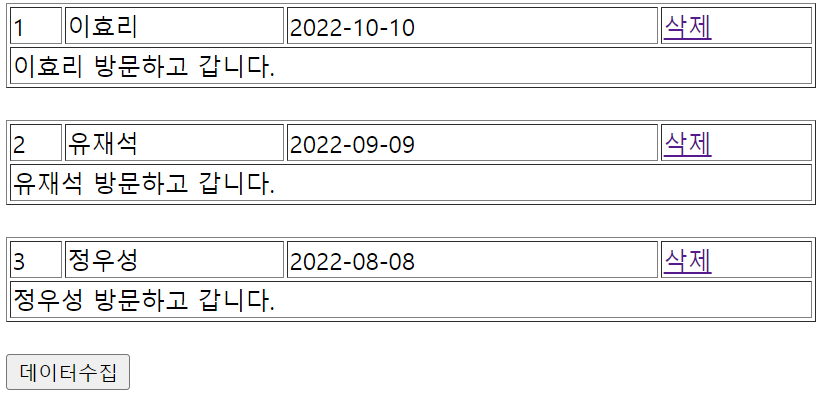 1 이효리 2022-10-10 삭제
이효리 방문하고 갑니다.
2 유재석 2022-09-09 삭제
유재석 방문하고 갑니다.
3 정우성 2022-08-08 삭제
정우성 방문하고 갑니다.
데이터수집